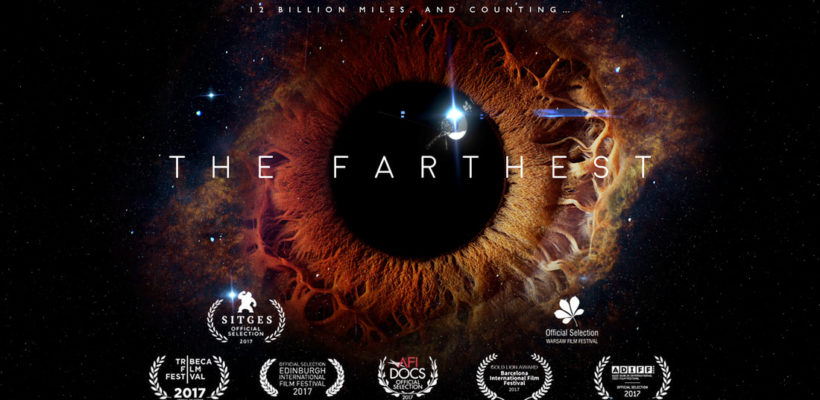 12 BILLION MILES. AND COUNTING…
THE FARTHEST
SITGES
OFFICIAL
SELECTION
2017
Official Selection
WARSAW FILM FESTIVAL
TRIBECA
FILM
FESTIVAL
2017
OFFICIAL SELECTION
EDINBURGH
INTERNATIONAL
FILM FESTIVAL
2017
AFI
DOCS
OFFICIAL
SELECTION
2017
GOLD LION AWARD
Barcelona
International Film
Festival
2017
ADIFF
OFFICIAL SELECTION
2017